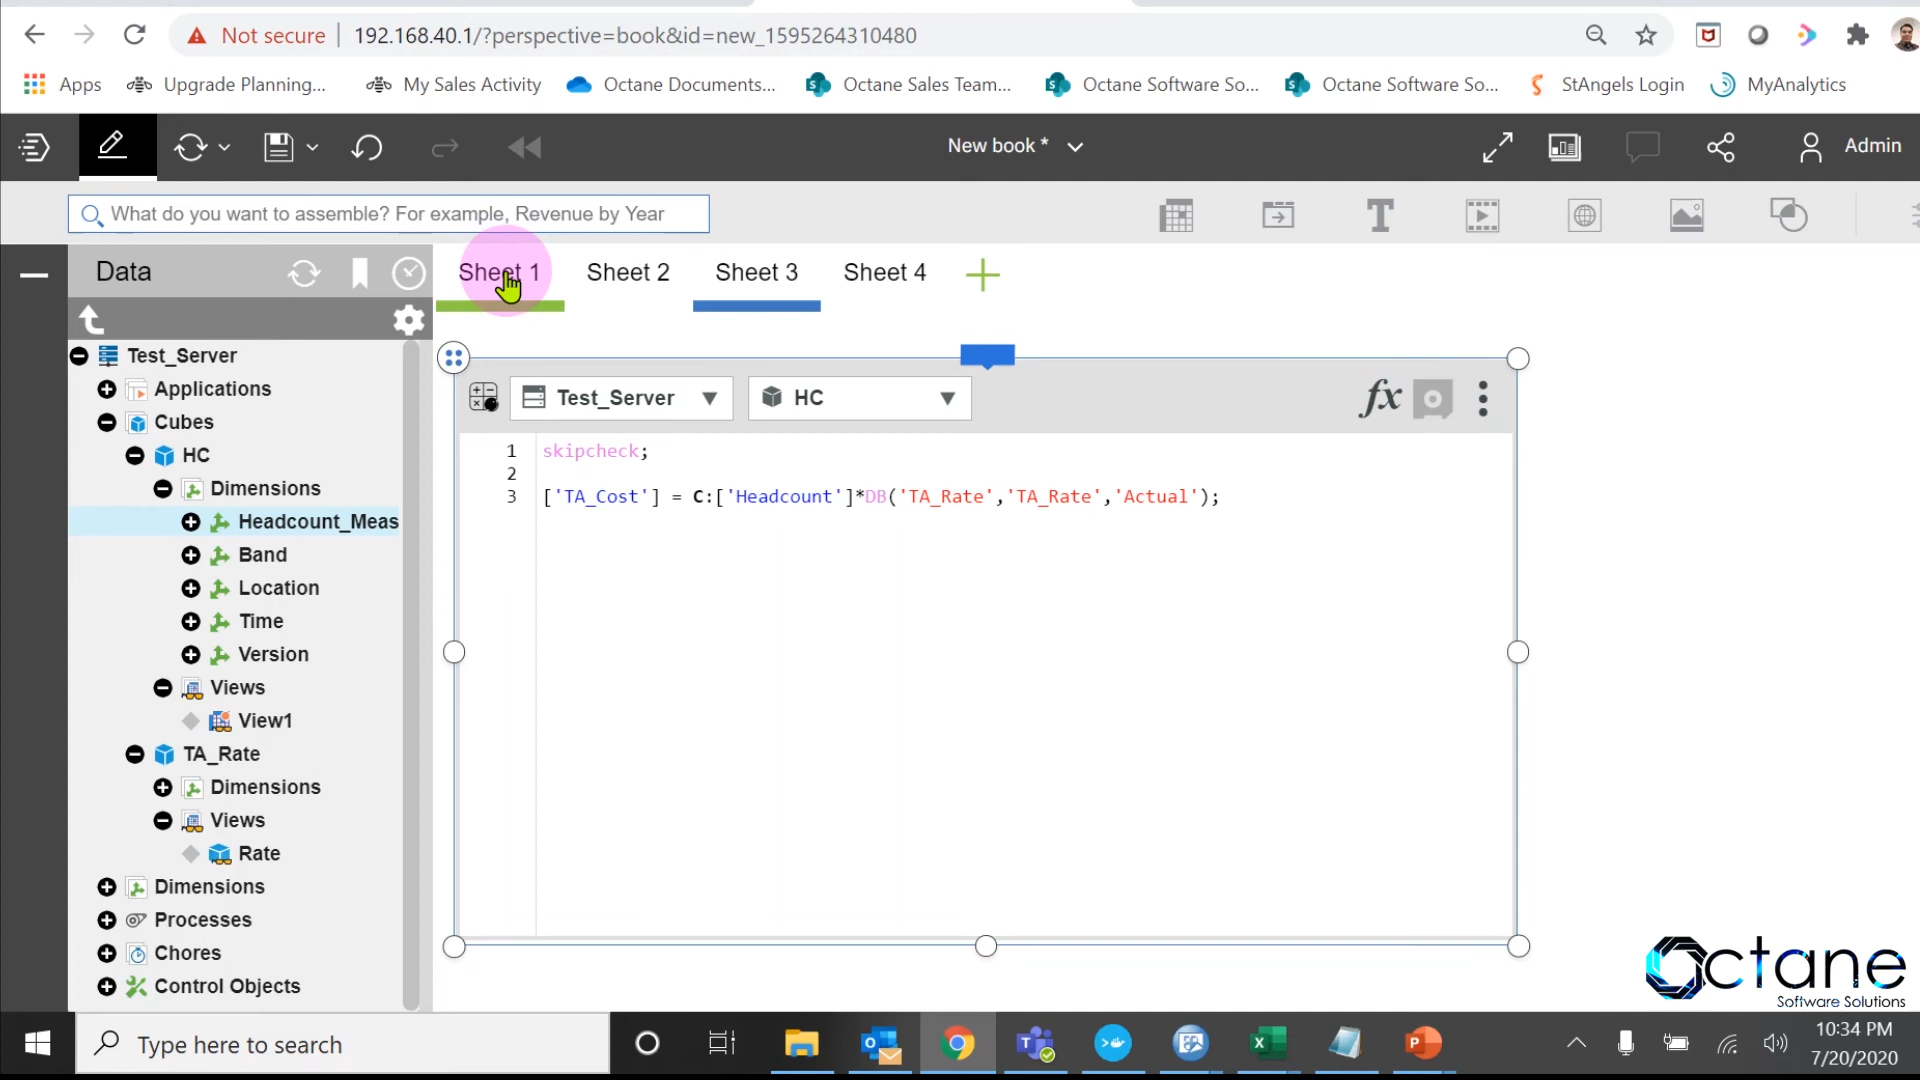 Not secure 192.168.40.1/?perspective=book&id=new_1595264310480
Apps Upgrade Planning... My Sales Activity Octane Documents... Octane Sales Team... Octane Software So... Octane Software So... StAngels Login MyAnalytics
New book * Admin
What do you want to assemble? For example, Revenue by Year
Data
Sheet 1 Sheet 2 Sheet 3 Sheet 4
Test_Server
Applications
Cubes
HC
Dimensions
Headcount_Meas
Band
Location
Time
Version
Views
View1
TA_Rate
Dimensions
Views
Rate
Dimensions
Processes
Chores
Control Objects
Test_Server HC fx
1 skipcheck;
2
3 ['TA_Cost'] = C:['Headcount']*DB('TA_Rate','TA_Rate','Actual');
Octane
Software Solutions
Type here to search
10:34 PM
7/20/2020